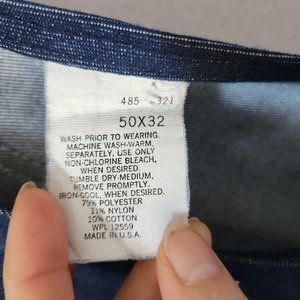 485 321
50X32
WASH PRIOR TO WEARING.
MACHINE WASH-WARM,
SEPARATELY. USE ONLY
NON-CHLORINE BLEACH,
WHEN DESIRED.
TUMBLE DRY-MEDIUM,
REMOVE PROMPTLY.
IRON-COOL, WHEN DESIRED.
79% POLYESTER
11% NYLON
10% COTTON
WPL 12559
MADE IN U.S.A.